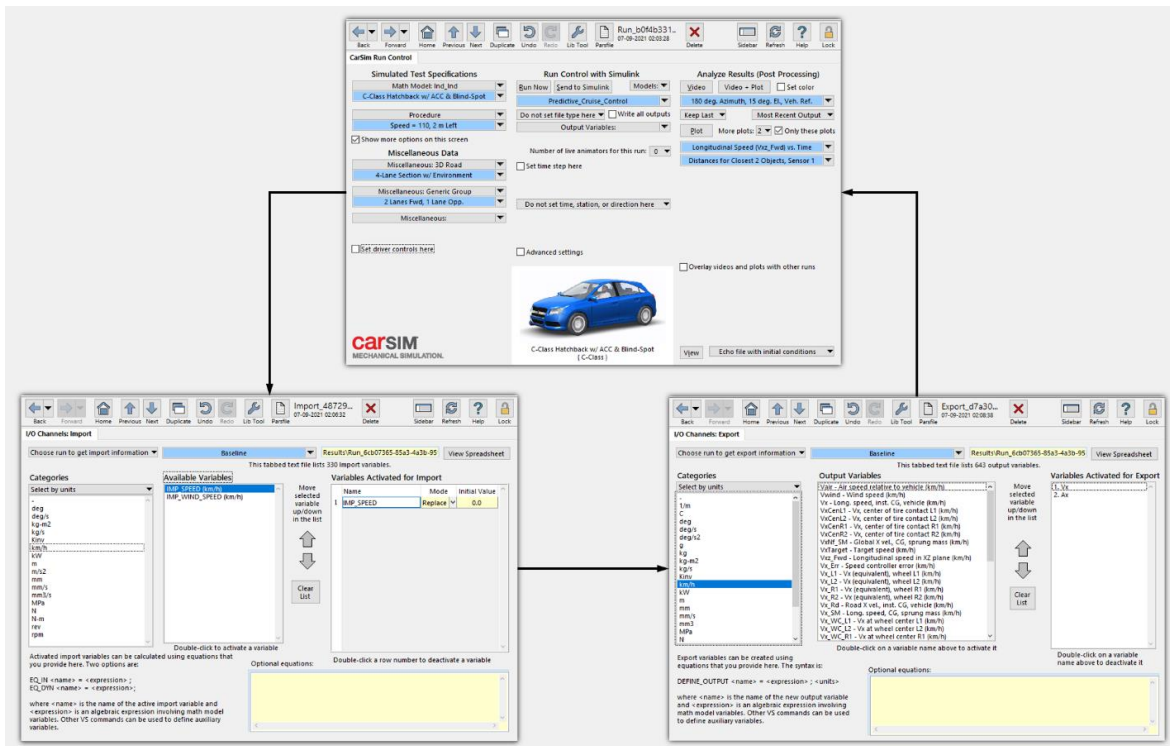 Back Forward Home Previous Next Duplicate Undo Redo Lib Tool Parsfile
Run_b0f4b331..
07-09-2021 02:03:28
Delete Sidebar Refresh Help Lock
CarSim Run Control
Simulated Test Specifications
Math Model: Ind_Ind
C-Class Hatchback w/ ACC & Blind-Spot
Procedure
Speed = 110, 2 m Left
Show more options on this screen
Miscellaneous Data
Miscellaneous: 3D Road
4-Lane Section w/ Environment
Miscellaneous: Generic Group
2 Lanes Fwd, 1 Lane Opp.
Miscellaneous:
Set driver controls here
CarSIM
MECHANICAL SIMULATION.
Run Control with Simulink
Run Now Send to Simulink Models:
Predictive_Cruise_Control
Do not set file type here Write all outputs
Output Variables:
Number of live animators for this run: 0
Set time step here
Do not set time, station, or direction here
Advanced settings
C-Class Hatchback w/ ACC & Blind-Spot
{ C-Class }
Analyze Results (Post Processing)
Video Video + Plot Set color
180 deg. Azimuth, 15 deg. El., Veh. Ref.
Keep Last Most Recent Output
Plot More plots: 2 Only these plots
Longitudinal Speed (Vxz_Fwd) vs. Time
Distances for Closest 2 Objects, Sensor 1
Overlay videos and plots with other runs
View Echo file with initial conditions
Back Forward Home Previous Next Duplicate Undo Redo Lib Tool Parsfile
Import_48729...
07-09-2021 02:06:32
Delete Sidebar Refresh Help Lock
I/O Channels: Import
Choose run to get import information Baseline Results\Run_6cb07365-85a3-4a3b-95 View Spreadsheet
This tabbed text file lists 330 import variables.
Categories
Select by units
-
deg
deg/s
kg-m2
kg/s
Kinv
km/h
kW
m
m/s2
mm
mm/s
mm3/s
MPa
N
N-m
rev
rpm
Available Variables
IMP_SPEED (km/h)
IMP_WIND_SPEED (km/h)
Double-click to activate a variable
Move
selected
variable
up/down
in the list
Clear
List
Variables Activated for Import
Name Mode Initial Value
1 IMP_SPEED Replace 0.0
Double-click a row number to deactivate a variable
Activated import variables can be calculated using equations that
you provide here. Two options are:
EQ_IN <name> = <expression> ;
EQ_DYN <name> = <expression>;
where <name> is the name of the active import variable and
<expression> is an algebraic expression involving math model
variables. Other VS commands can be used to define auxiliary
variables.
Optional equations:
Back Forward Home Previous Next Duplicate Undo Redo Lib Tool Parsfile
Export_d7a30...
07-09-2021 02:08:38
Delete Sidebar Refresh Help Lock
I/O Channels: Export
Choose run to get export information Baseline Results\Run_6cb07365-85a3-4a3b-95 View Spreadsheet
This tabbed text file lists 643 output variables.
Categories
Select by units
-
1/m
C
deg
deg/s
deg/s2
g
kg
kg-m2
kg/s
Kinv
km/h
kW
m
mm
mm/s
mm3
MPa
N
Output Variables
Vair - Air speed relative to vehicle (km/h)
Vwind - Wind speed (km/h)
Vx - Long. speed, inst. CG, vehicle (km/h)
VxCenL1 - Vx, center of tire contact L1 (km/h)
VxCenL2 - Vx, center of tire contact L2 (km/h)
VxCenR1 - Vx, center of tire contact R1 (km/h)
VxCenR2 - Vx, center of tire contact R2 (km/h)
VxNf_SM - Global X vel., CG, sprung mass (km/h)
VxTarget - Target speed (km/h)
Vxz_Fwd - Longitudinal speed in XZ plane (km/h)
Vx_Err - Speed controller error (km/h)
Vx_L1 - Vx (equivalent), wheel L1 (km/h)
Vx_L2 - Vx (equivalent), wheel L2 (km/h)
Vx_R1 - Vx (equivalent), wheel R1 (km/h)
Vx_R2 - Vx (equivalent), wheel R2 (km/h)
Vx_Rd - Road X vel., inst. CG, vehicle (km/h)
Vx_SM - Long. speed, CG, sprung mass (km/h)
Vx_WC_L1 - Vx at wheel center L1 (km/h)
Vx_WC_L2 - Vx at wheel center L2 (km/h)
Vx_WC_R1 - Vx at wheel center R1 (km/h)
Double-click on a variable name above to activate it
Move
selected
variable
up/down
in the list
Clear
List
Variables Activated for Export
1. Vx
2. Ax
Double-click on a variable
name above to deactivate it
Export variables can be created using
equations that you provide here. The syntax is:
DEFINE_OUTPUT <name> = <expression> ; <units>
where <name> is the name of the new output variable
and <expression> is an algebraic expression involving
math model variables. Other VS commands can be used
to define auxiliary variables.
Optional equations: